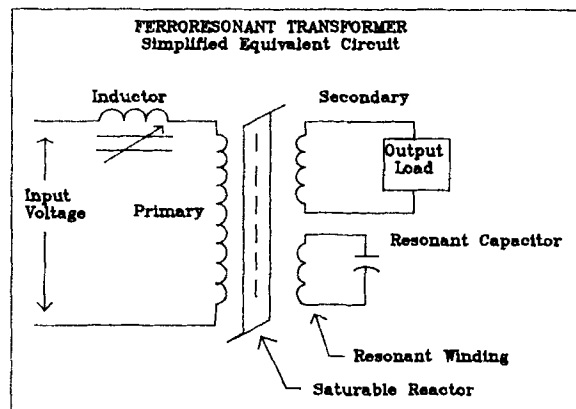 FERRORESONANT TRANSFORMER
Simplified Equivalent Circuit
Inductor
Secondary
Output
Load
Input
Voltage
Primary
Resonant Capacitor
Resonant Winding
Saturable Reactor